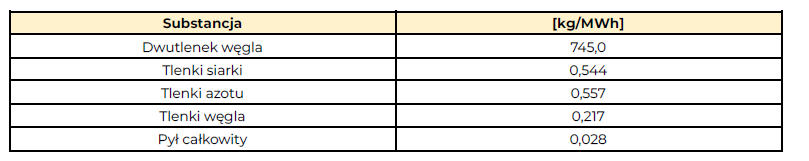 Substancja [kg/MWh]
Dwutlenek węgla 745,0
Tlenki siarki 0,544
Tlenki azotu 0,557
Tlenki węgla 0,217
Pył całkowity 0,028